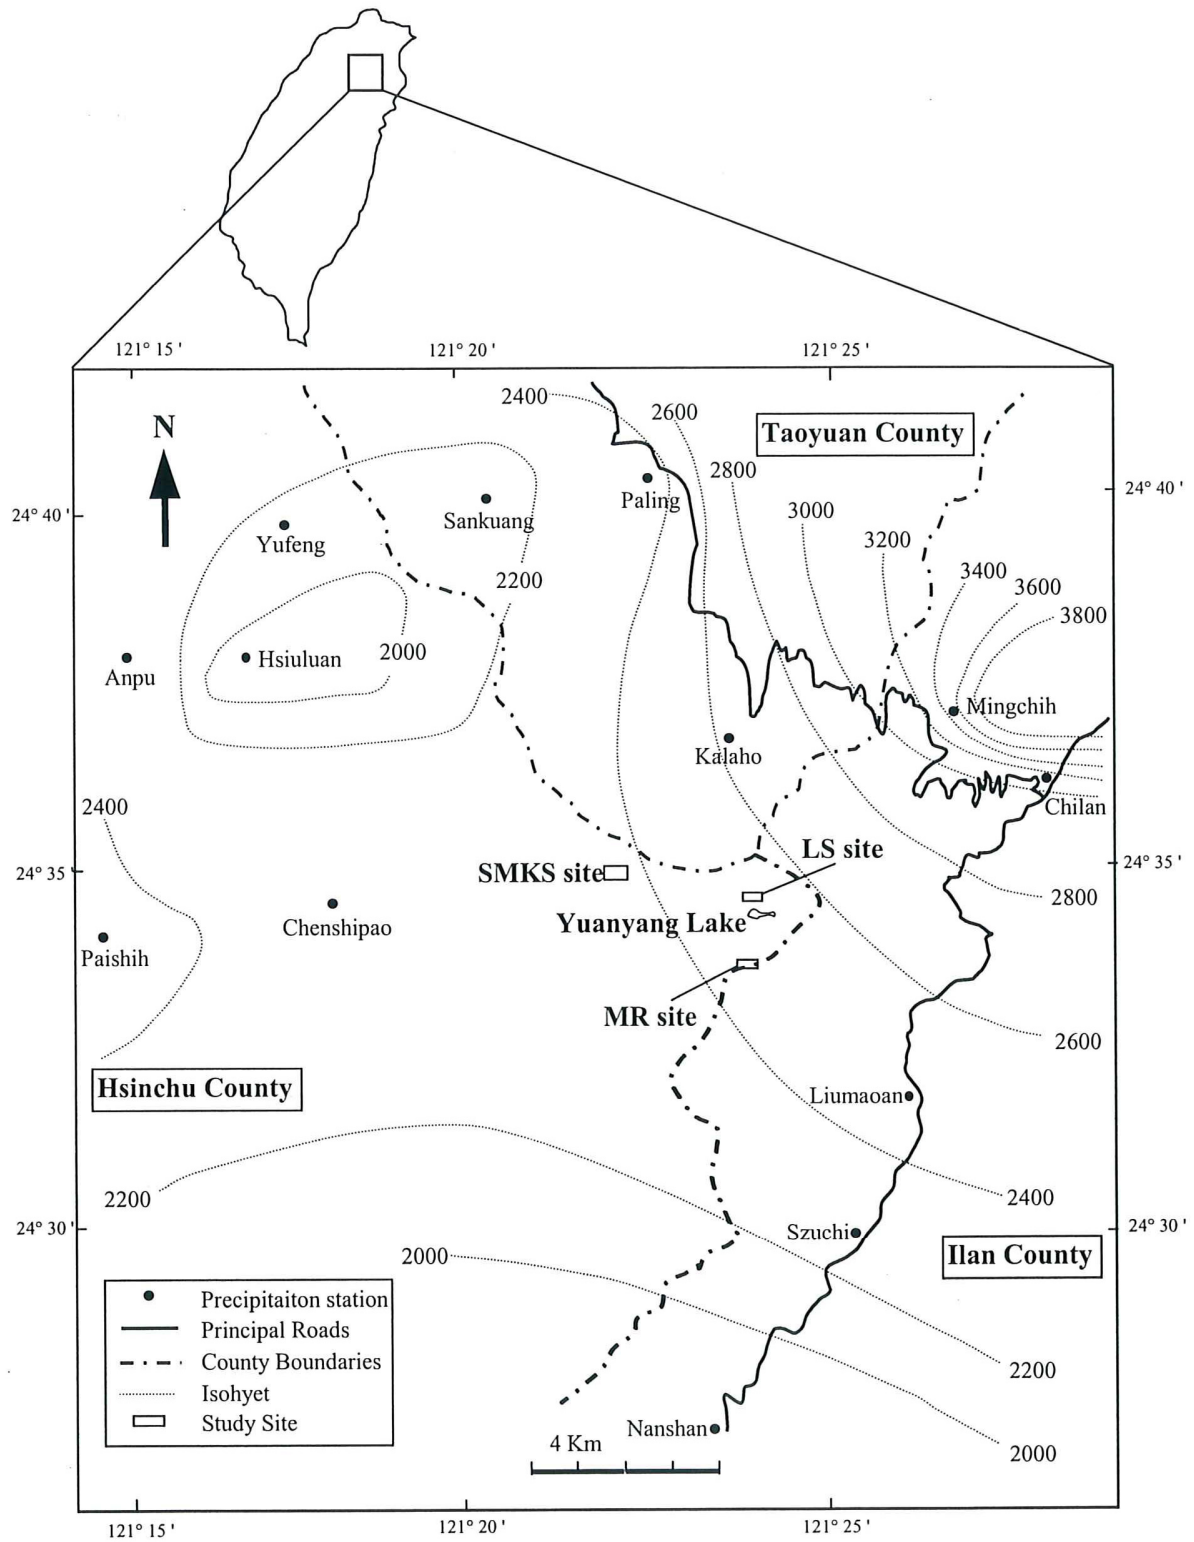 121° 15 '
121° 20 '
121° 25 '
2400
2600
Taoyuan County
N
2800
Paling
24° 40 '
24° 40 '
Sankuang
3000
Yufeng
3200
2200
3400
3600
3800
2000
Hsiuluan
Anpu
Mingchih
Kalaho
2400
Chilan
LS site
24° 35 '
SMKS site
24° 35 '
2800
Yuanyang Lake
Chenshipao
Paishih
MR site
2600
Hsinchu County
Liumaoan
2200
2400
24° 30 '
Szuchi
24° 30 '
2000
Ilan County
Precipitaiton station
Principal Roads
County Boundaries
2200
Isohyet
Study Site
Nanshan
4 Km
2000
121° 15 '
121° 20 '
121° 25 '